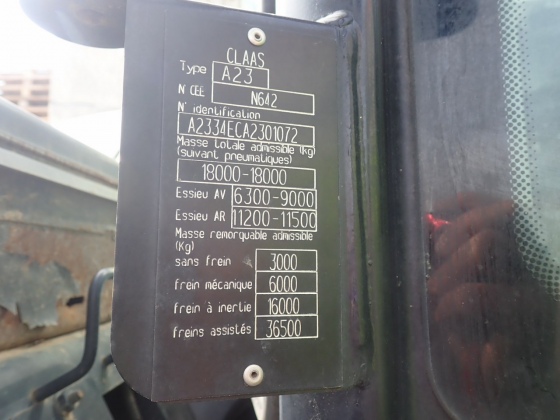 CLAAS
Type A23
N CEE N642
N° identification
A2334ECA2301072
Masse totale admissible (kg)
(suivant pneumatiques)
18000-18000
Essieu AV 6300-9000
Essieu AR 11200-11500
Masse remorquable admissible
(Kg)
sans frein 3000
frein mécanique 6000
frein à inertie 16000
freins assistés 36500